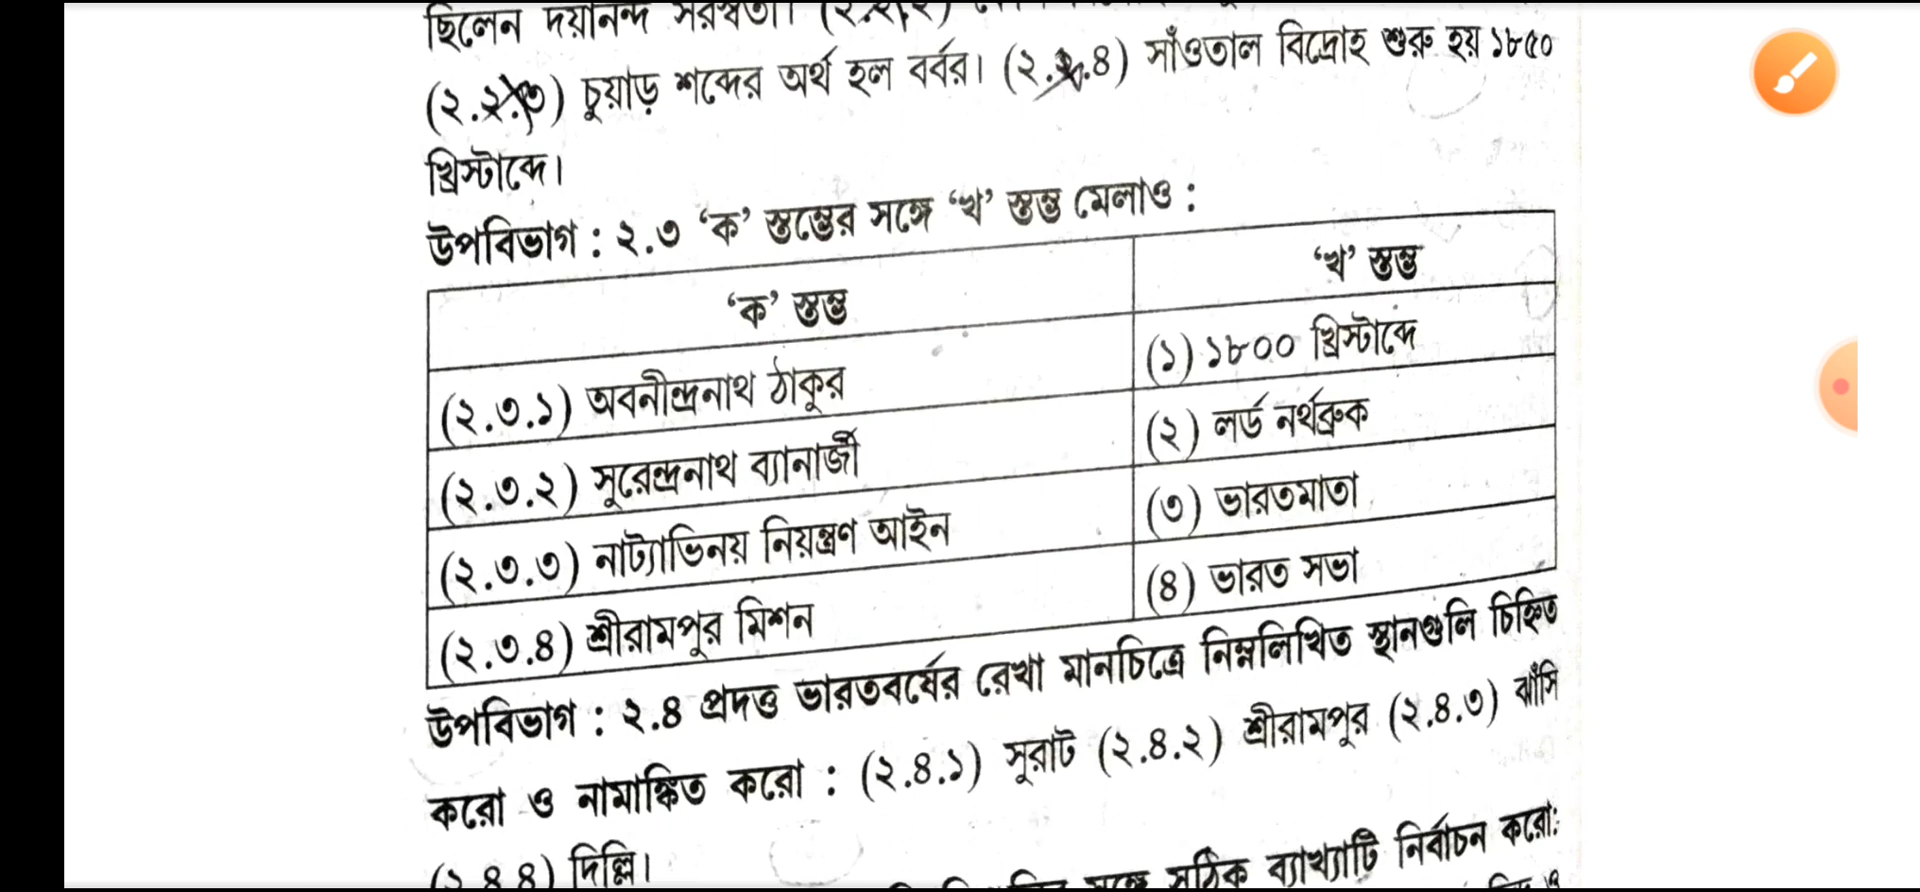 ছিলেন দয়ানন্দ সরস্বতী। (২.২.২)
(২.২.৩) চুয়াড় শব্দের অর্থ হল বর্বর। (২.২.৪) সাঁওতাল বিদ্রোহ শুরু হয় ১৮৫০
খ্রিস্টাব্দে।
উপবিভাগ : ২.৩ ‘ক’ স্তম্ভের সঙ্গে ‘খ’ স্তম্ভ মেলাও :
‘ক’ স্তম্ভ ‘খ’ স্তম্ভ
(২.৩.১) অবনীন্দ্রনাথ ঠাকুর (১) ১৮০০ খ্রিস্টাব্দে
(২.৩.২) সুরেন্দ্রনাথ ব্যানার্জী (২) লর্ড নর্থব্রুক
(২.৩.৩) নাট্যাভিনয় নিয়ন্ত্রণ আইন (৩) ভারতমাতা
(২.৩.৪) শ্রীরামপুর মিশন (৪) ভারত সভা
উপবিভাগ : ২.৪ প্রদত্ত ভারতবর্ষের রেখা মানচিত্রে নিম্নলিখিত স্থানগুলি চিহ্নিত
করো ও নামাঙ্কিত করো : (২.৪.১) সুরাট (২.৪.২) শ্রীরামপুর (২.৪.৩) ঝাঁসি
(২.৪.৪) দিল্লি।
সঙ্গে সঠিক ব্যাখ্যাটি নির্বাচন করো: